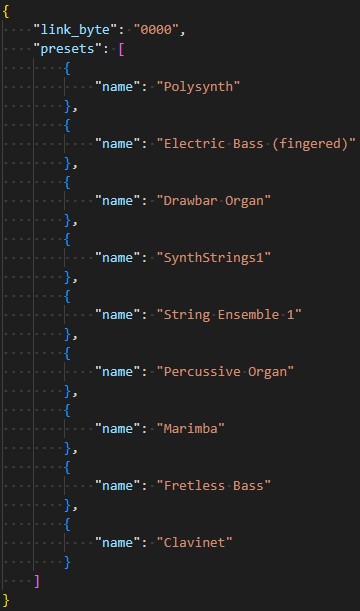 {
    "link_byte": "0000",
    "presets": [
        {
            "name": "Polysynth"
        },
        {
            "name": "Electric Bass (fingered)"
        },
        {
            "name": "Drawbar Organ"
        },
        {
            "name": "SynthStrings1"
        },
        {
            "name": "String Ensemble 1"
        },
        {
            "name": "Percussive Organ"
        },
        {
            "name": "Marimba"
        },
        {
            "name": "Fretless Bass"
        },
        {
            "name": "Clavinet"
        }
    ]
}